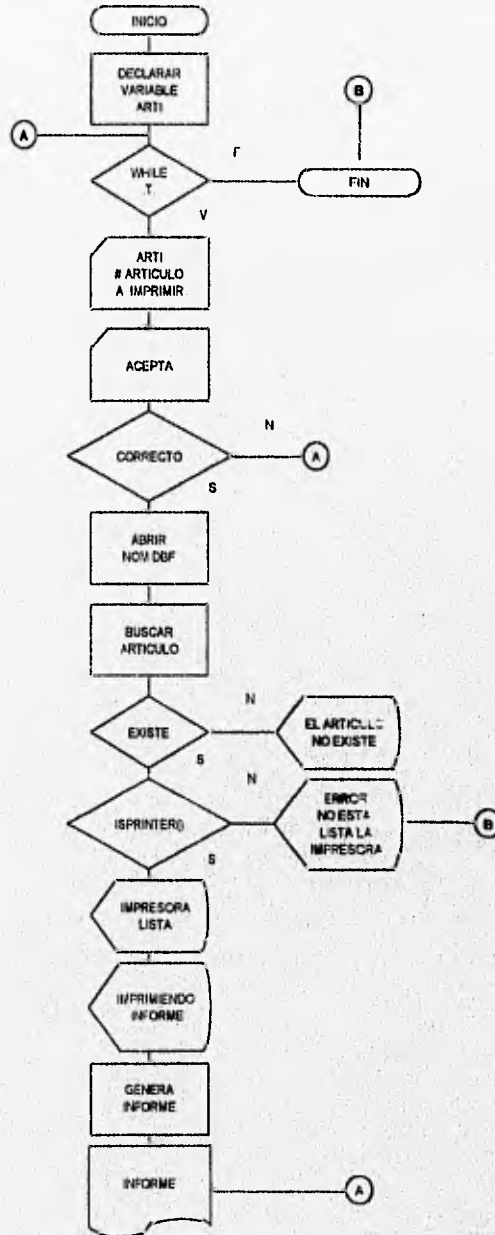 INICIO
DECLARAR
VARIABLE
ARTI
B
A
WHILE
.T.
F
FIN
V
ARTI
# ARTICULO
A IMPRIMIR
ACEPTA
CORRECTO
N
A
S
ABRIR
NOM.DBF
BUSCAR
ARTICULO
EXISTE
N
EL ARTICULO
NO EXISTE
S
ISPRINTER()
N
ERROR
NO ESTA
LISTA LA
IMPRESORA
B
S
IMPRESORA
LISTA
IMPRIMIENDO
INFORME
GENERA
INFORME
INFORME
A